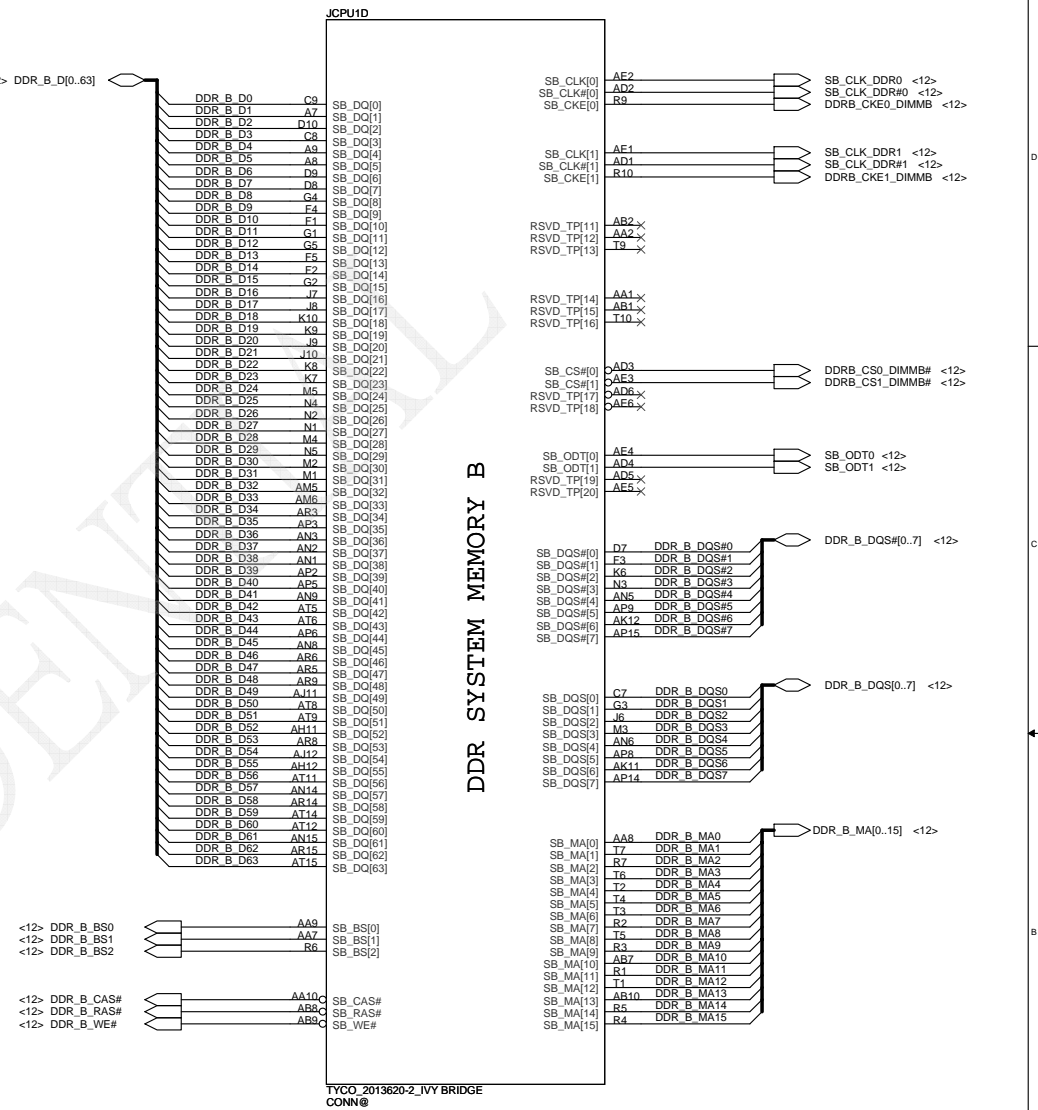 JCPU1D
DDR_B_D[0..63]
DDR_B_D0 C9 SB_DQ[0]
DDR_B_D1 A7 SB_DQ[1]
DDR_B_D2 D10 SB_DQ[2]
DDR_B_D3 C8 SB_DQ[3]
DDR_B_D4 A9 SB_DQ[4]
DDR_B_D5 A8 SB_DQ[5]
DDR_B_D6 D9 SB_DQ[6]
DDR_B_D7 D8 SB_DQ[7]
DDR_B_D8 G4 SB_DQ[8]
DDR_B_D9 F4 SB_DQ[9]
DDR_B_D10 F1 SB_DQ[10]
DDR_B_D11 G1 SB_DQ[11]
DDR_B_D12 G5 SB_DQ[12]
DDR_B_D13 F5 SB_DQ[13]
DDR_B_D14 F2 SB_DQ[14]
DDR_B_D15 G2 SB_DQ[15]
DDR_B_D16 J7 SB_DQ[16]
DDR_B_D17 J8 SB_DQ[17]
DDR_B_D18 K10 SB_DQ[18]
DDR_B_D19 K9 SB_DQ[19]
DDR_B_D20 J9 SB_DQ[20]
DDR_B_D21 J10 SB_DQ[21]
DDR_B_D22 K8 SB_DQ[22]
DDR_B_D23 K7 SB_DQ[23]
DDR_B_D24 M5 SB_DQ[24]
DDR_B_D25 N4 SB_DQ[25]
DDR_B_D26 N2 SB_DQ[26]
DDR_B_D27 N1 SB_DQ[27]
DDR_B_D28 M4 SB_DQ[28]
DDR_B_D29 N5 SB_DQ[29]
DDR_B_D30 M2 SB_DQ[30]
DDR_B_D31 M1 SB_DQ[31]
DDR_B_D32 AM5 SB_DQ[32]
DDR_B_D33 AM6 SB_DQ[33]
DDR_B_D34 AR3 SB_DQ[34]
DDR_B_D35 AP3 SB_DQ[35]
DDR_B_D36 AN3 SB_DQ[36]
DDR_B_D37 AN2 SB_DQ[37]
DDR_B_D38 AN1 SB_DQ[38]
DDR_B_D39 AP2 SB_DQ[39]
DDR_B_D40 AP5 SB_DQ[40]
DDR_B_D41 AN9 SB_DQ[41]
DDR_B_D42 AT5 SB_DQ[42]
DDR_B_D43 AT6 SB_DQ[43]
DDR_B_D44 AP6 SB_DQ[44]
DDR_B_D45 AN8 SB_DQ[45]
DDR_B_D46 AR6 SB_DQ[46]
DDR_B_D47 AR5 SB_DQ[47]
DDR_B_D48 AR9 SB_DQ[48]
DDR_B_D49 AJ11 SB_DQ[49]
DDR_B_D50 AT8 SB_DQ[50]
DDR_B_D51 AT9 SB_DQ[51]
DDR_B_D52 AH11 SB_DQ[52]
DDR_B_D53 AR8 SB_DQ[53]
DDR_B_D54 AJ12 SB_DQ[54]
DDR_B_D55 AH12 SB_DQ[55]
DDR_B_D56 AT11 SB_DQ[56]
DDR_B_D57 AN14 SB_DQ[57]
DDR_B_D58 AR14 SB_DQ[58]
DDR_B_D59 AT14 SB_DQ[59]
DDR_B_D60 AT12 SB_DQ[60]
DDR_B_D61 AN15 SB_DQ[61]
DDR_B_D62 AR15 SB_DQ[62]
DDR_B_D63 AT15 SB_DQ[63]
<12> DDR_B_BS0 AA9 SB_BS[0]
<12> DDR_B_BS1 AA7 SB_BS[1]
<12> DDR_B_BS2 R6 SB_BS[2]
<12> DDR_B_CAS# AA10 SB_CAS#
<12> DDR_B_RAS# AB8 SB_RAS#
<12> DDR_B_WE# AB9 SB_WE#
DDR SYSTEM MEMORY B
SB_CLK[0] AE2 SB_CLK_DDR0 <12>
SB_CLK#[0] AD2 SB_CLK_DDR#0 <12>
SB_CKE[0] R9 DDRB_CKE0_DIMMB <12>
SB_CLK[1] AE1 SB_CLK_DDR1 <12>
SB_CLK#[1] AD1 SB_CLK_DDR#1 <12>
SB_CKE[1] R10 DDRB_CKE1_DIMMB <12>
RSVD_TP[11] AB2
RSVD_TP[12] AA2
RSVD_TP[13] T9
RSVD_TP[14] AA1
RSVD_TP[15] AB1
RSVD_TP[16] T10
SB_CS#[0] AD3 DDRB_CS0_DIMMB# <12>
SB_CS#[1] AE3 DDRB_CS1_DIMMB# <12>
RSVD_TP[17] AD6
RSVD_TP[18] AE6
SB_ODT[0] AE4 SB_ODT0 <12>
SB_ODT[1] AD4 SB_ODT1 <12>
RSVD_TP[19] AD5
RSVD_TP[20] AE5
DDR_B_DQS#[0..7] <12>
SB_DQS#[0] D7 DDR_B_DQS#0
SB_DQS#[1] F3 DDR_B_DQS#1
SB_DQS#[2] K6 DDR_B_DQS#2
SB_DQS#[3] N3 DDR_B_DQS#3
SB_DQS#[4] AN5 DDR_B_DQS#4
SB_DQS#[5] AP9 DDR_B_DQS#5
SB_DQS#[6] AK12 DDR_B_DQS#6
SB_DQS#[7] AP15 DDR_B_DQS#7
DDR_B_DQS[0..7] <12>
SB_DQS[0] C7 DDR_B_DQS0
SB_DQS[1] G3 DDR_B_DQS1
SB_DQS[2] J6 DDR_B_DQS2
SB_DQS[3] M3 DDR_B_DQS3
SB_DQS[4] AN6 DDR_B_DQS4
SB_DQS[5] AP8 DDR_B_DQS5
SB_DQS[6] AK11 DDR_B_DQS6
SB_DQS[7] AP14 DDR_B_DQS7
DDR_B_MA[0..15] <12>
SB_MA[0] AA8 DDR_B_MA0
SB_MA[1] T7 DDR_B_MA1
SB_MA[2] R7 DDR_B_MA2
SB_MA[3] T6 DDR_B_MA3
SB_MA[4] T2 DDR_B_MA4
SB_MA[5] T4 DDR_B_MA5
SB_MA[6] T3 DDR_B_MA6
SB_MA[7] R2 DDR_B_MA7
SB_MA[8] T5 DDR_B_MA8
SB_MA[9] R3 DDR_B_MA9
SB_MA[10] AB7 DDR_B_MA10
SB_MA[11] R1 DDR_B_MA11
SB_MA[12] T1 DDR_B_MA12
SB_MA[13] AB10 DDR_B_MA13
SB_MA[14] R5 DDR_B_MA14
SB_MA[15] R4 DDR_B_MA15
D
C
B
TYCO_2013620-2_IVY BRIDGE
CONN@